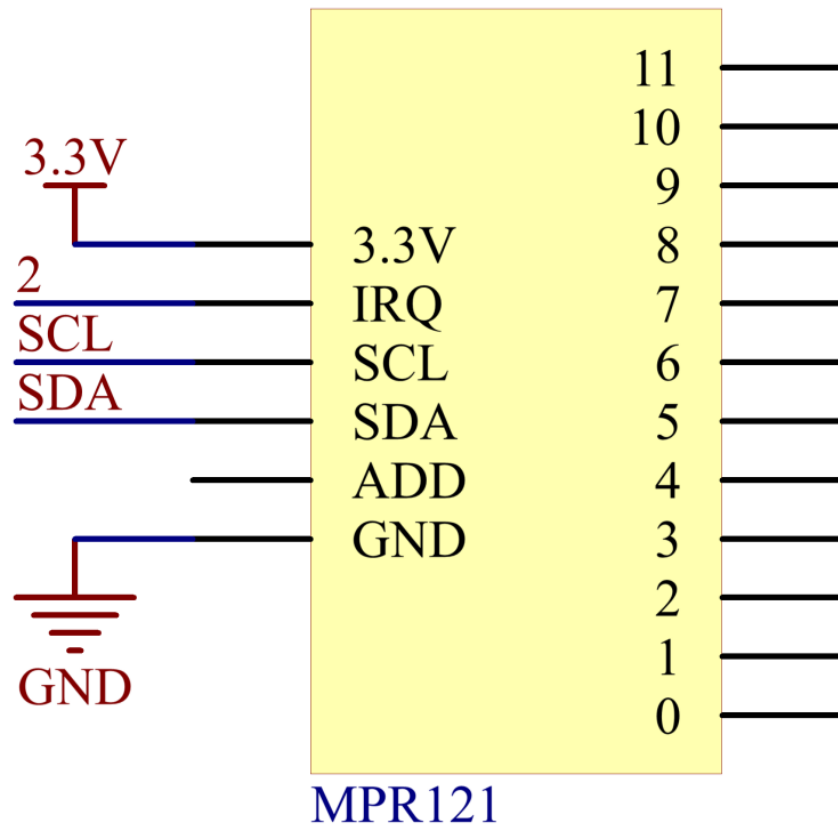 3.3V
2
SCL
SDA
GND
3.3V
IRQ
SCL
SDA
ADD
GND
11
10
9
8
7
6
5
4
3
2
1
0
MPR121